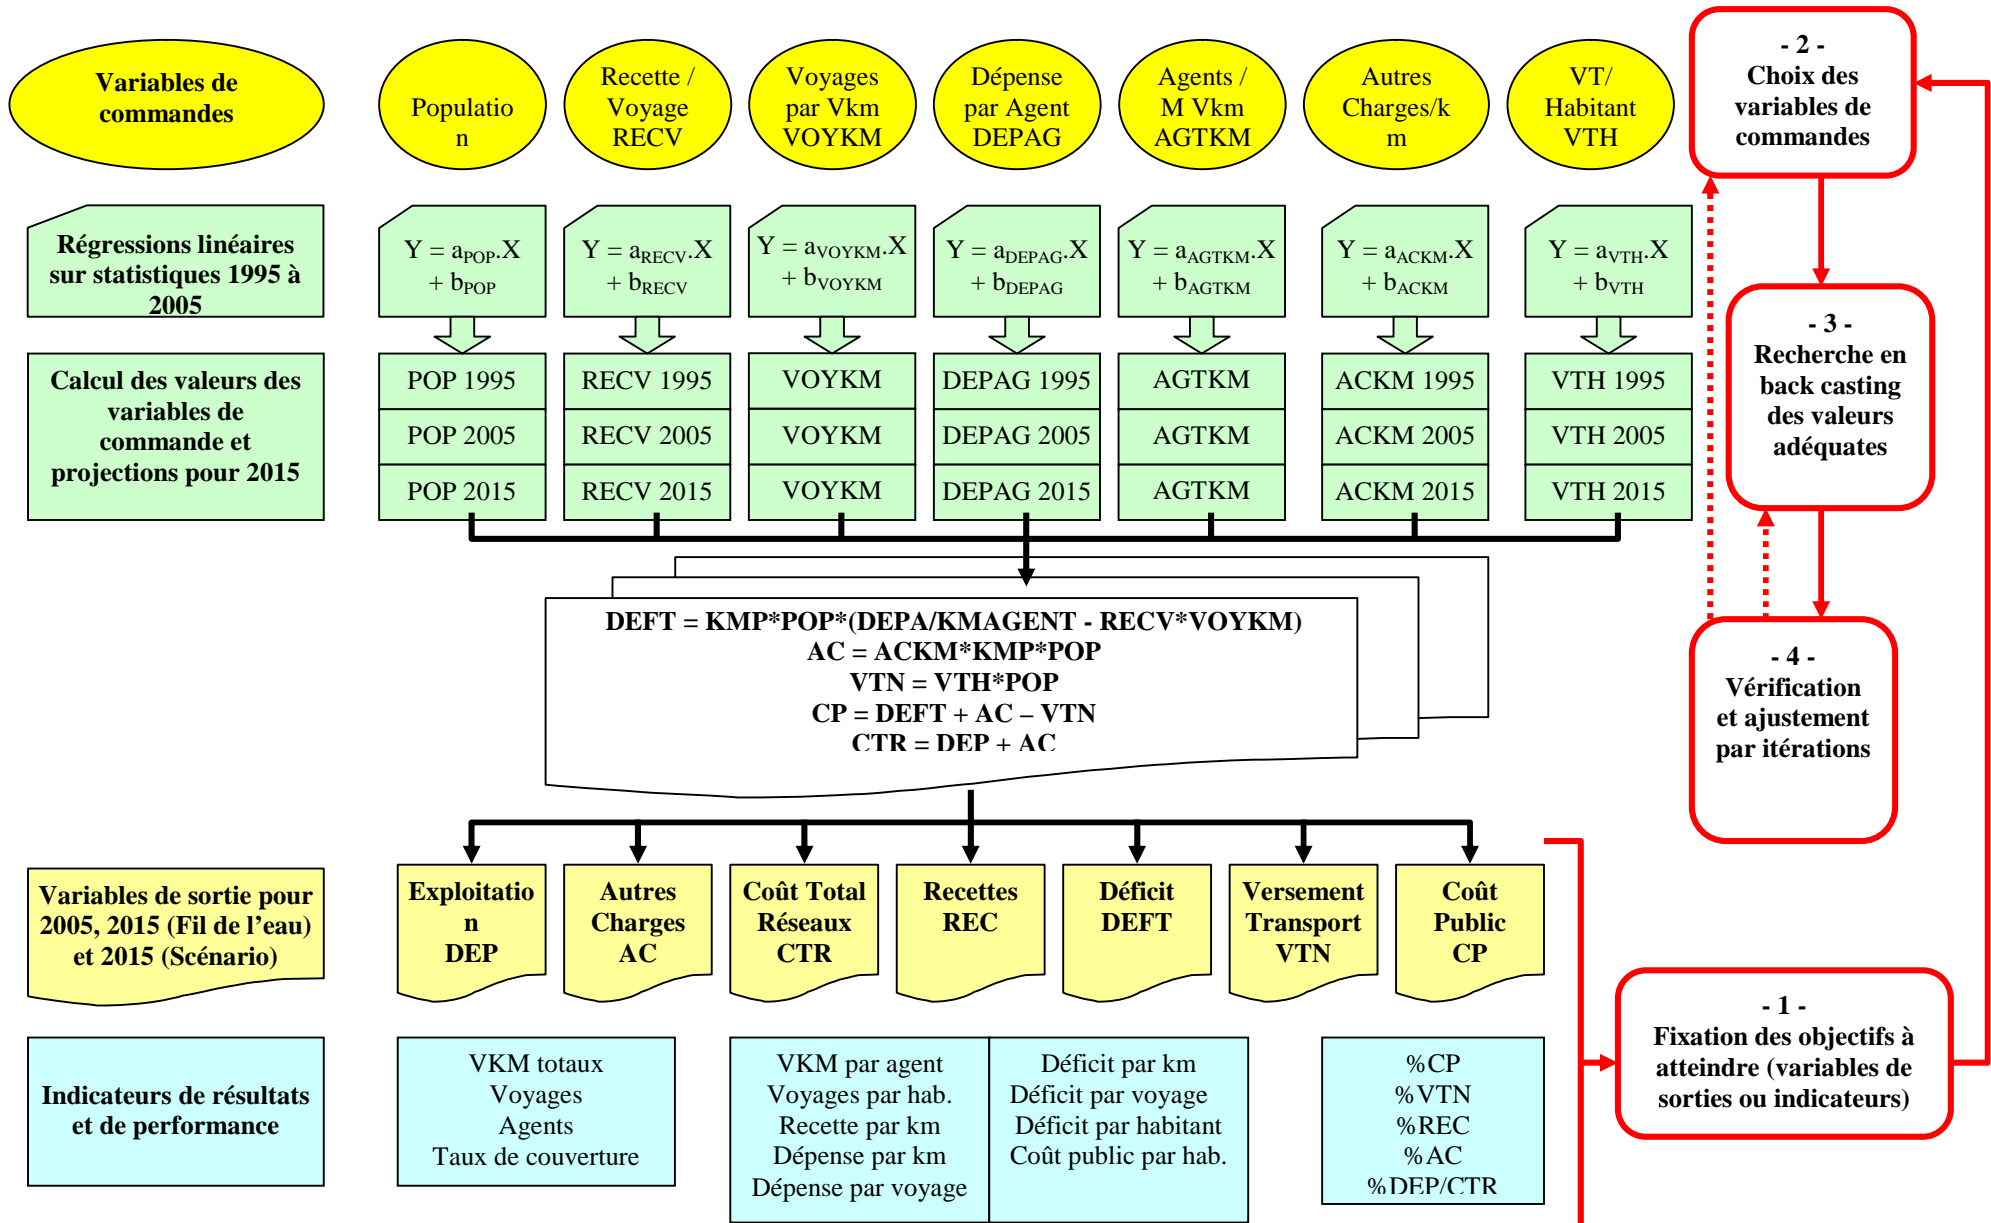 Variables de
commandes
Populatio
n
Recette /
Voyage
RECV
Voyages
par Vkm
VOYKM
Dépense
par Agent
DEPAG
Agents /
M Vkm
AGTKM
Autres
Charges/k
m
VT/
Habitant
VTH
- 2 -
Choix des
variables de
commandes
Régressions linéaires
sur statistiques 1995 à
2005
Y = aPOP.X
+ bPOP
Y = aRECV.X
+ bRECV
Y = aVOYKM.X
+ bVOYKM
Y = aDEPAG.X
+ bDEPAG
Y = aAGTKM.X
+ bAGTKM
Y = aACKM.X
+ bACKM
Y = aVTH.X
+ bVTH
- 3 -
Recherche en
back casting
des valeurs
adéquates
Calcul des valeurs des
variables de
commande et
projections pour 2015
POP 1995
RECV 1995
VOYKM
DEPAG 1995
AGTKM
ACKM 1995
VTH 1995
POP 2005
RECV 2005
VOYKM
DEPAG 2005
AGTKM
ACKM 2005
VTH 2005
POP 2015
RECV 2015
VOYKM
DEPAG 2015
AGTKM
ACKM 2015
VTH 2015
DEFT = KMP*POP*(DEPA/KMAGENT - RECV*VOYKM)
AC = ACKM*KMP*POP
VTN = VTH*POP
CP = DEFT + AC – VTN
CTR = DEP + AC
- 4 -
Vérification
et ajustement
par itérations
Variables de sortie pour
2005, 2015 (Fil de l’eau)
et 2015 (Scénario)
Exploitatio
n
DEP
Autres
Charges
AC
Coût Total
Réseaux
CTR
Recettes
REC
Déficit
DEFT
Versement
Transport
VTN
Coût
Public
CP
- 1 -
Fixation des objectifs à
atteindre (variables de
sorties ou indicateurs)
Indicateurs de résultats
et de performance
VKM totaux
Voyages
Agents
Taux de couverture
VKM par agent
Voyages par hab.
Recette par km
Dépense par km
Dépense par voyage
Déficit par km
Déficit par voyage
Déficit par habitant
Coût public par hab.
%CP
%VTN
%REC
%AC
%DEP/CTR